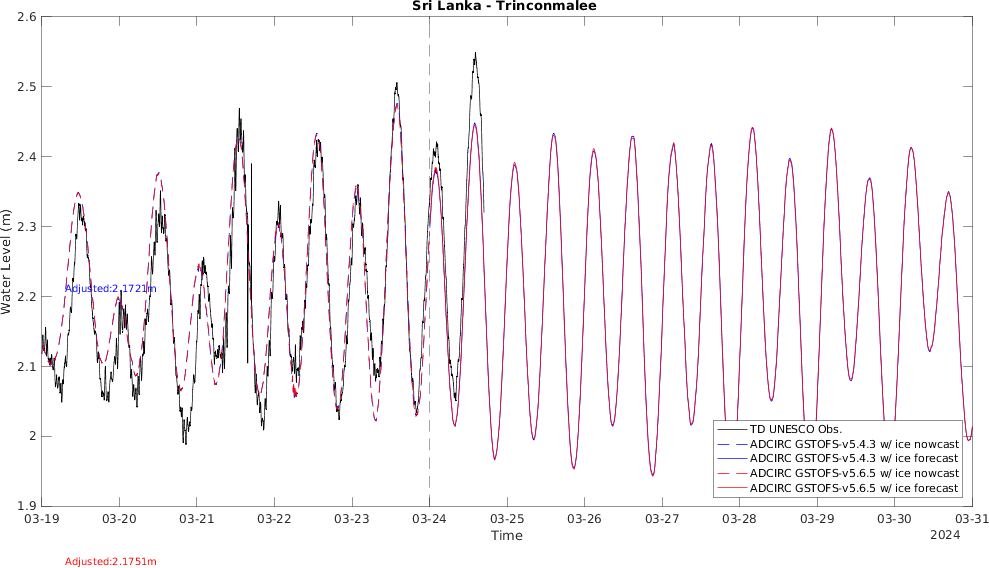 Sri Lanka - Trinconmalee
2.6
2.5
2.4
2.3
2.2
2.1
2
1.9
Water Level (m)
Adjusted:2.1721m
TD UNESCO Obs.
ADCIRC GSTOFS-v5.4.3 w/ ice nowcast
ADCIRC GSTOFS-v5.4.3 w/ ice forecast
ADCIRC GSTOFS-v5.6.5 w/ ice nowcast
ADCIRC GSTOFS-v5.6.5 w/ ice forecast
03-19 03-20 03-21 03-22 03-23 03-24 03-25 03-26 03-27 03-28 03-29 03-30 03-31
Time
2024
Adjusted:2.1751m